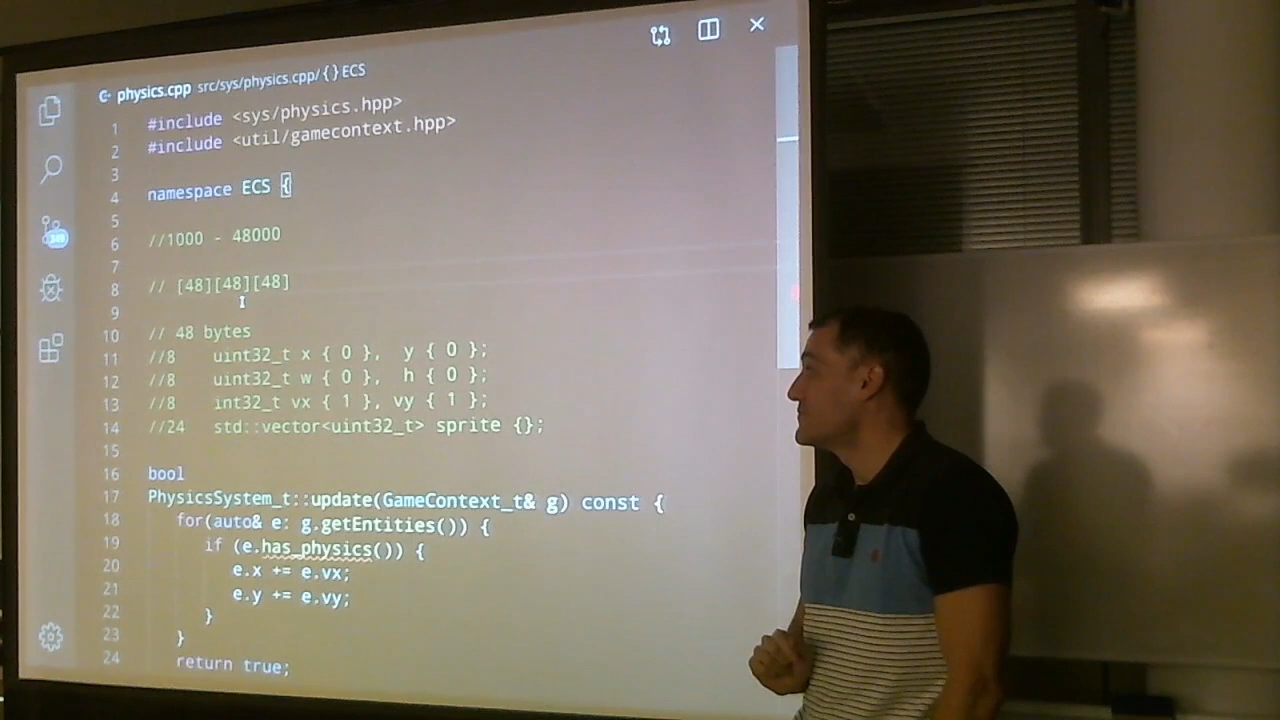 physics.cpp src/sys/physics.cpp/{}ECS
1 #include <sys/physics.hpp>
2 #include <util/gamecontext.hpp>
3
4 namespace ECS {
5
6 //1000 - 48000
7
8 // [48][48][48]
9
10 // 48 bytes
11 //8 uint32_t x { 0 }, y { 0 };
12 //8 uint32_t w { 0 }, h { 0 };
13 //8 int32_t vx { 1 }, vy { 1 };
14 //24 std::vector<uint32_t> sprite {};
15
16 bool
17 PhysicsSystem_t::update(GameContext_t& g) const {
18 for(auto& e: g.getEntities()) {
19 if (e.has_physics()) {
20 e.x += e.vx;
21 e.y += e.vy;
22 }
23 }
24 return true;